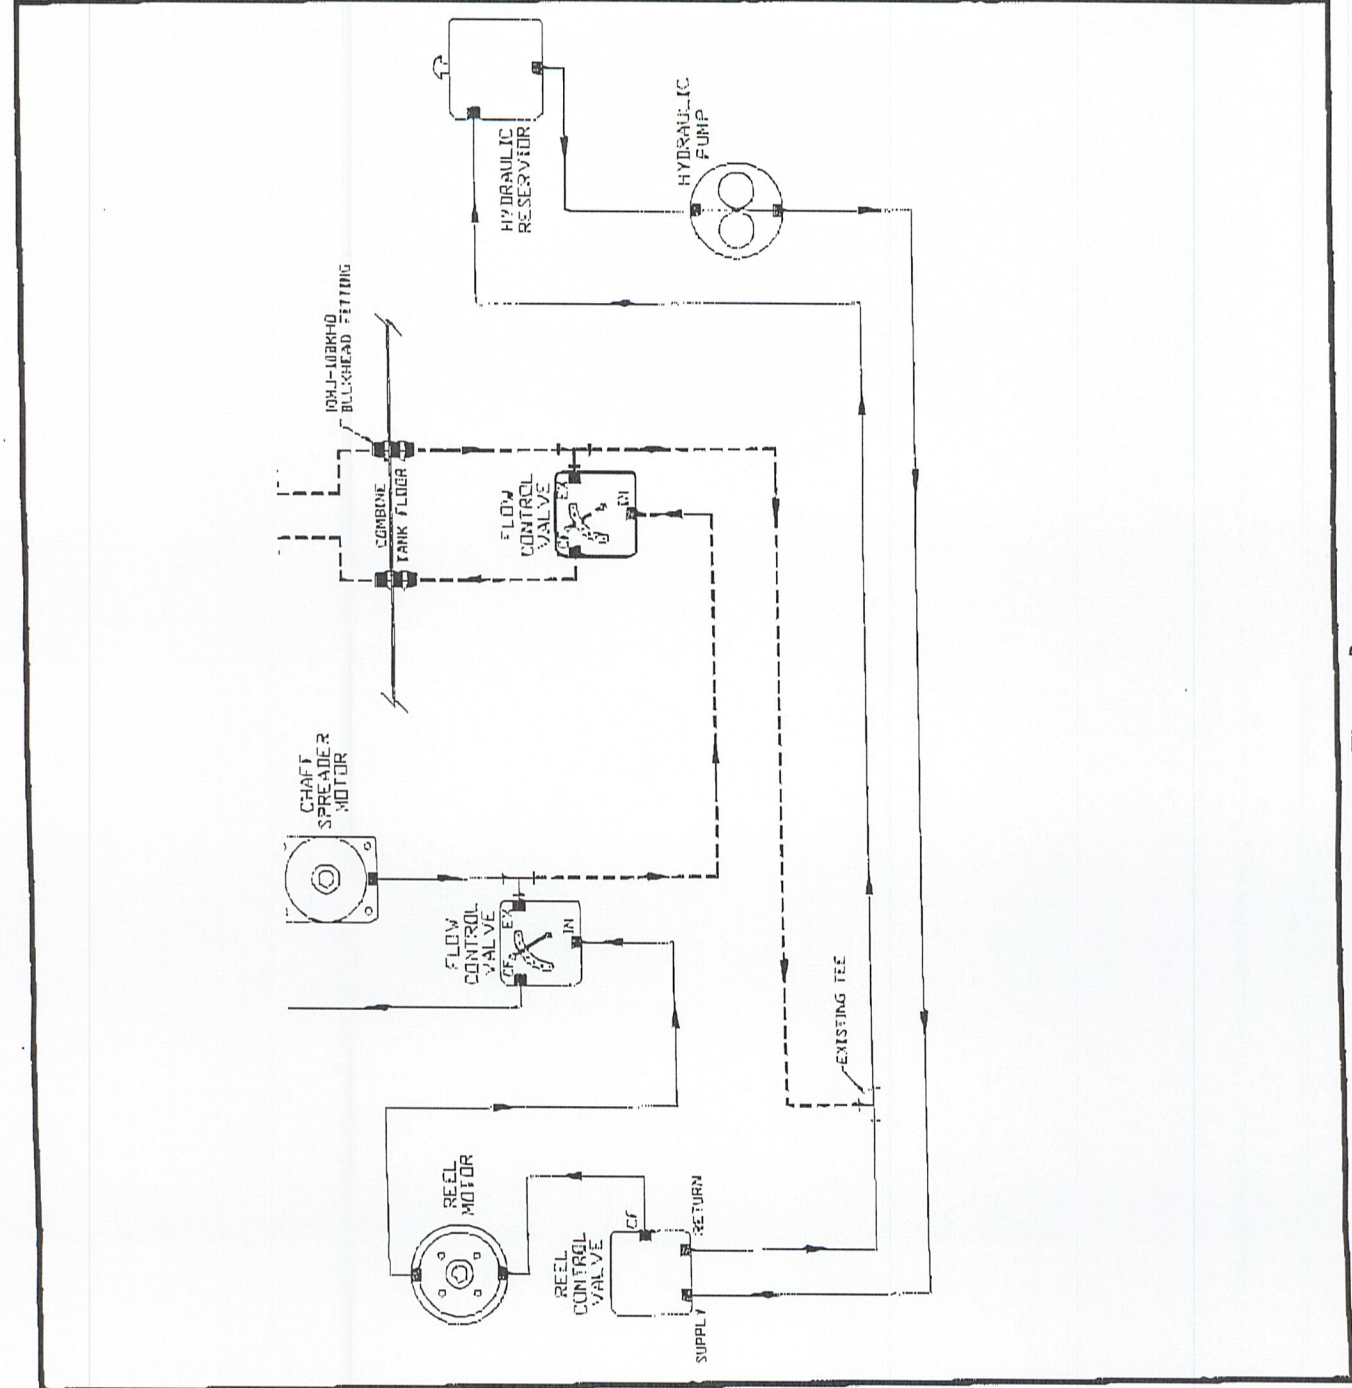 HYDRAULIC
RESERVIOR
HYDRAULIC
PUMP
BULKHEAD FITTING
COMBINE
TANK FLOOR
FLOW
CONTROL
VALVE
CF
EX
IN
CHAFF
SPREADER
MOTOR
FLOW
CONTROL
VALVE
CF
EX
IN
EXISTING TEE
REEL
MOTOR
REEL
CONTROL
VALVE
CF
RETURN
SUPPLY